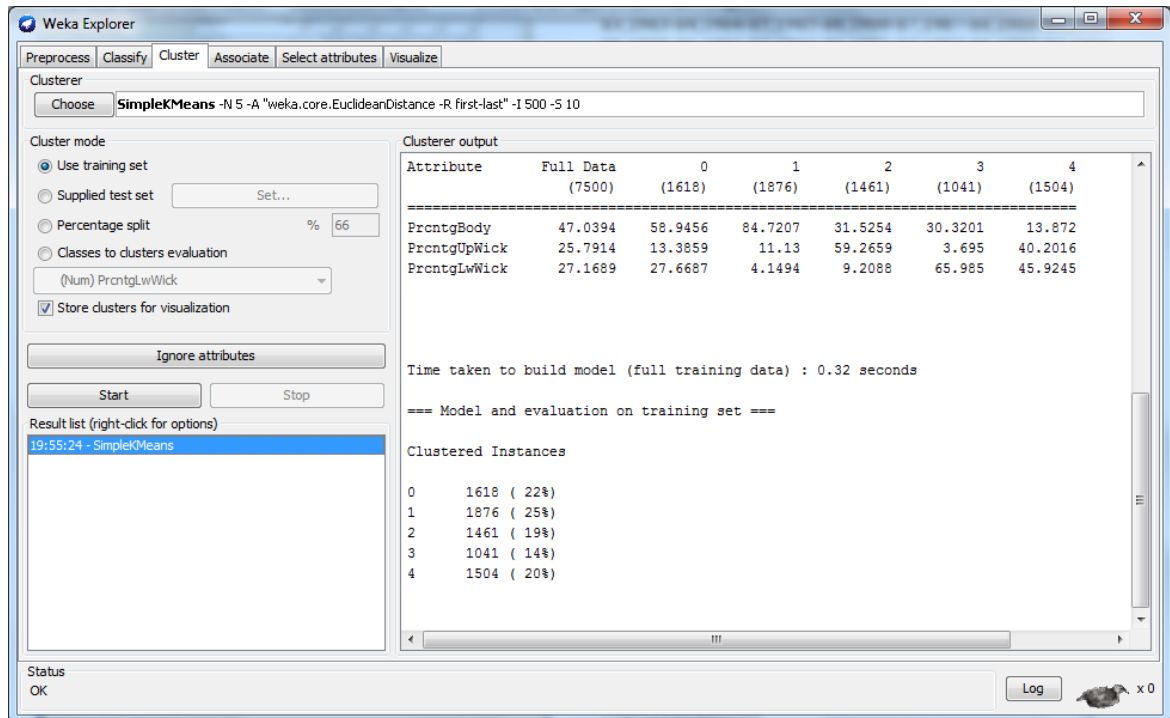 Weka Explorer
Preprocess Classify Cluster Associate Select attributes Visualize
Clusterer
Choose SimpleKMeans -N 5 -A "weka.core.EuclideanDistance -R first-last" -I 500 -S 10
Cluster mode
Use training set
Supplied test set Set...
Percentage split % 66
Classes to clusters evaluation
(Num) PrcntgLwWick
Store clusters for visualization
Ignore attributes
Start Stop
Result list (right-click for options)
19:55:24 - SimpleKMeans
Clusterer output
Attribute Full Data 0 1 2 3 4
(7500) (1618) (1876) (1461) (1041) (1504)
==========================================================================================
PrcntgBody 47.0394 58.9456 84.7207 31.5254 30.3201 13.872
PrcntgUpWick 25.7914 13.3859 11.13 59.2659 3.695 40.2016
PrcntgLwWick 27.1689 27.6687 4.1494 9.2088 65.985 45.9245
Time taken to build model (full training data) : 0.32 seconds
=== Model and evaluation on training set ===
Clustered Instances
0 1618 ( 22%)
1 1876 ( 25%)
2 1461 ( 19%)
3 1041 ( 14%)
4 1504 ( 20%)
Status
OK
Log x 0